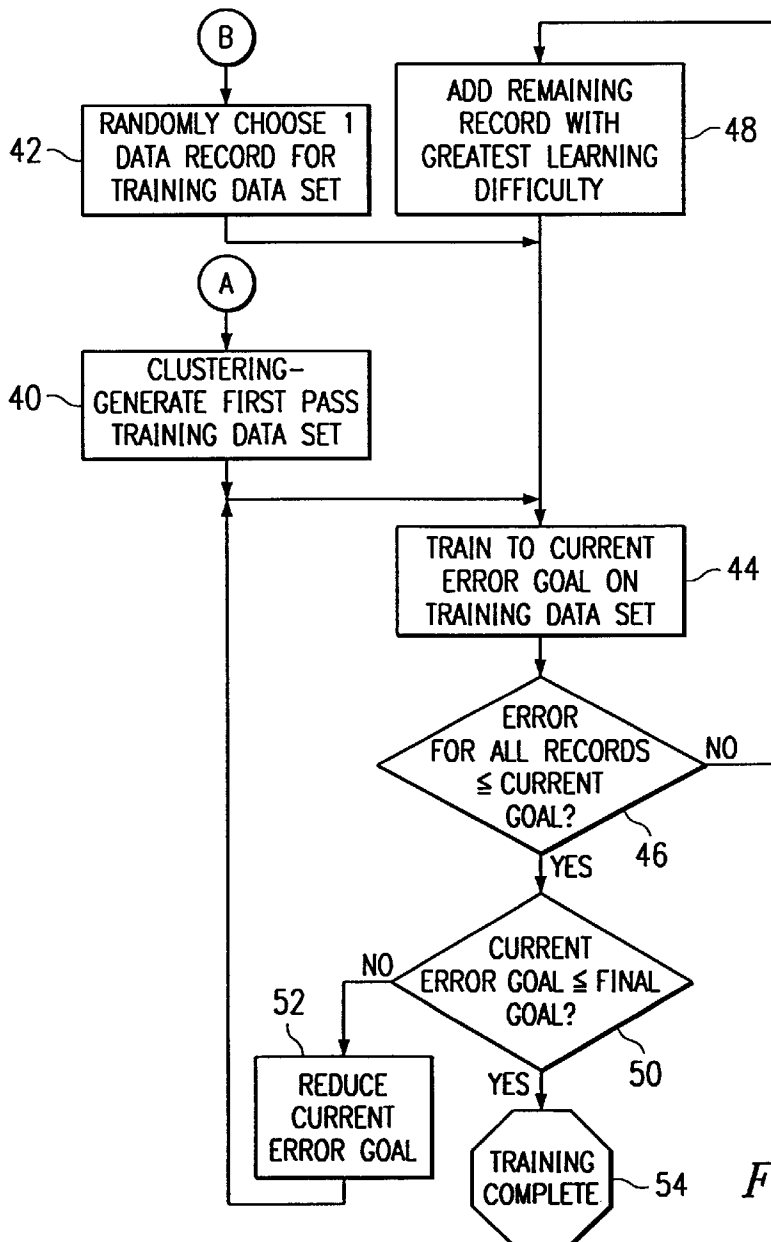 B
42
RANDOMLY CHOOSE 1
DATA RECORD FOR
TRAINING DATA SET
ADD REMAINING
RECORD WITH
GREATEST LEARNING
DIFFICULTY
48
A
40
CLUSTERING-
GENERATE FIRST PASS
TRAINING DATA SET
TRAIN TO CURRENT
ERROR GOAL ON
TRAINING DATA SET
44
ERROR
FOR ALL RECORDS
≦ CURRENT
GOAL?
NO
46
YES
CURRENT
ERROR GOAL ≦ FINAL
GOAL?
NO
50
52
REDUCE
CURRENT
ERROR GOAL
YES
TRAINING
COMPLETE
54
F